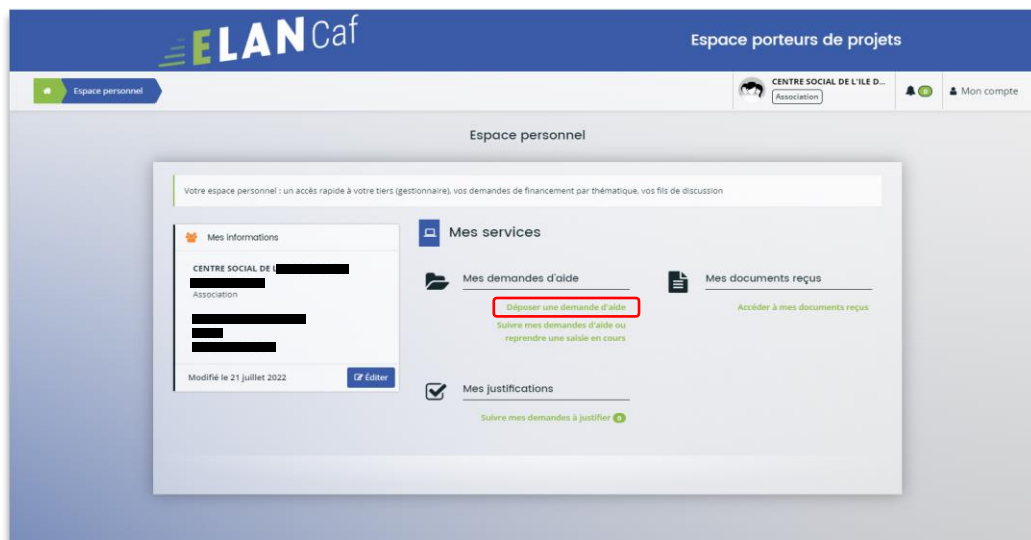 ELAN Caf
Espace porteurs de projets
Espace personnel
CENTRE SOCIAL DE L'ILE D...
Association
0
Mon compte
Espace personnel
Votre espace personnel : un accès rapide à votre tiers (gestionnaire), vos demandes de financement par thématique, vos fils de discussion
Mes informations
CENTRE SOCIAL DE
Association
Modifié le 21 juillet 2022
Éditer
Mes services
Mes demandes d'aide
Déposer une demande d'aide
Suivre mes demandes d'aide ou
reprendre une saisie en cours
Mes documents reçus
Accéder à mes documents reçus
Mes justifications
Suivre mes demandes à justifier 0